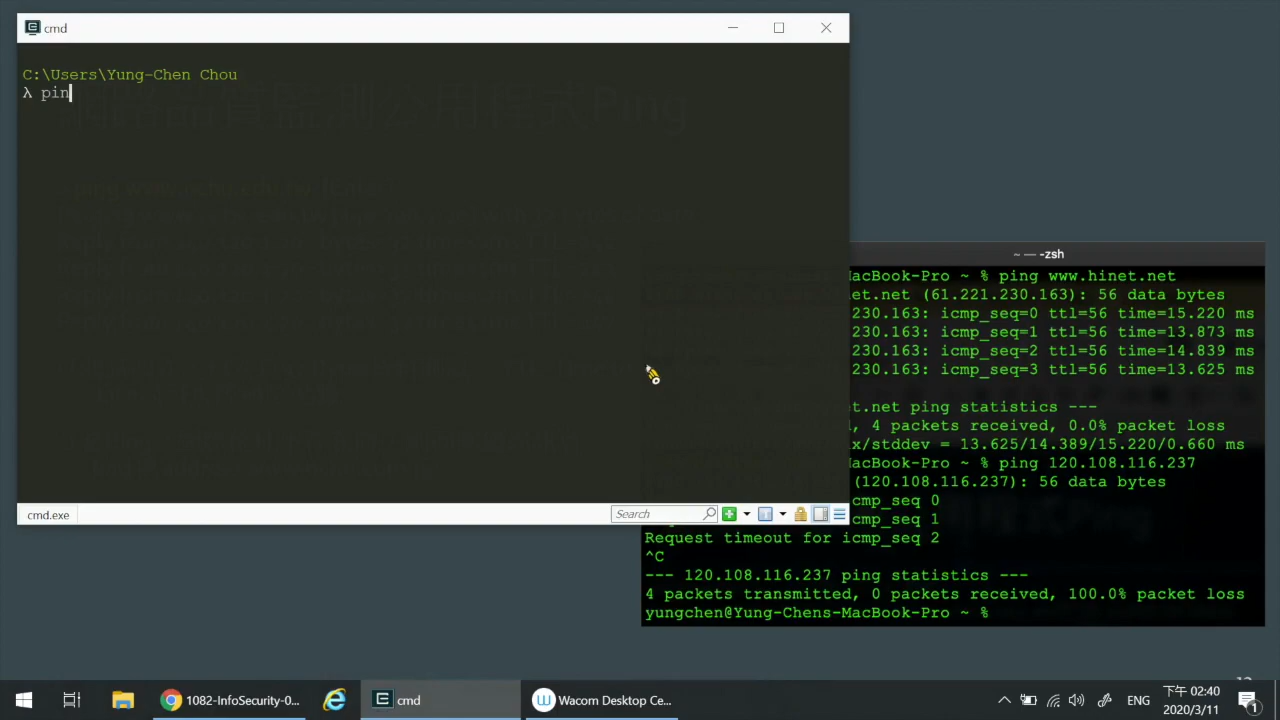 cmd
C:\Users\Yung-Chen Chou
λ pin
cmd.exe
Search
~ — -zsh
MacBook-Pro ~ % ping www.hinet.net
et.net (61.221.230.163): 56 data bytes
230.163: icmp_seq=0 ttl=56 time=15.220 ms
230.163: icmp_seq=1 ttl=56 time=13.873 ms
230.163: icmp_seq=2 ttl=56 time=14.839 ms
230.163: icmp_seq=3 ttl=56 time=13.625 ms
et.net ping statistics ---
, 4 packets received, 0.0% packet loss
x/stddev = 13.625/14.389/15.220/0.660 ms
MacBook-Pro ~ % ping 120.108.116.237
(120.108.116.237): 56 data bytes
icmp_seq 0
icmp_seq 1
Request timeout for icmp_seq 2
^C
--- 120.108.116.237 ping statistics ---
4 packets transmitted, 0 packets received, 100.0% packet loss
yungchen@Yung-Chens-MacBook-Pro ~ %
1082-InfoSecurity-0...
cmd
Wacom Desktop Ce...
ENG
下午 02:40
2020/3/11
1